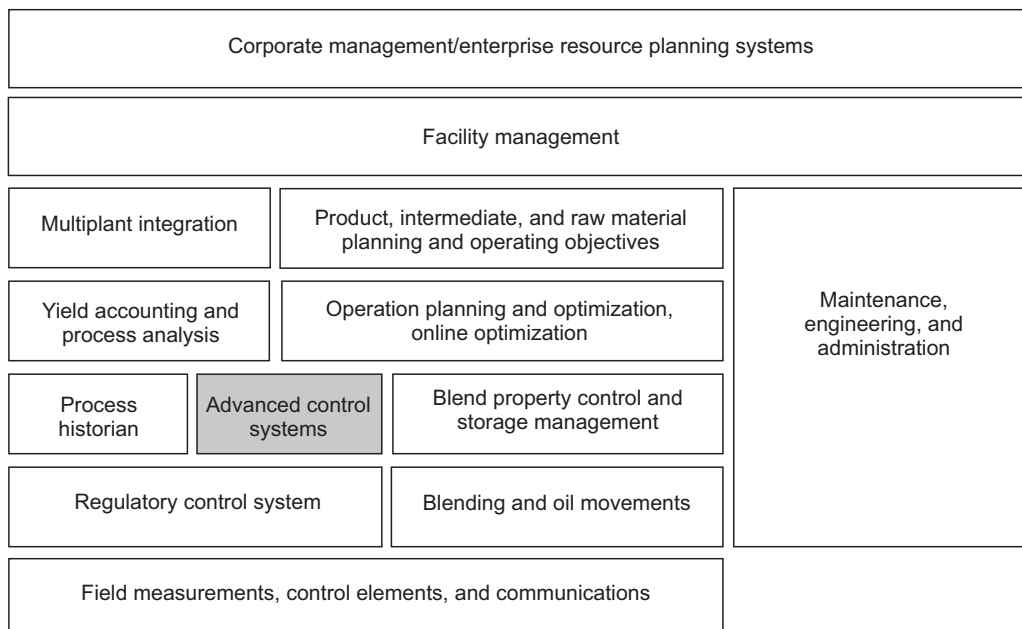 Corporate management/enterprise resource planning systems
Facility management
Multiplant integration
Product, intermediate, and raw material
planning and operating objectives
Yield accounting and
process analysis
Operation planning and optimization,
online optimization
Maintenance,
engineering, and
administration
Process
historian
Advanced control
systems
Blend property control and
storage management
Regulatory control system
Blending and oil movements
Field measurements, control elements, and communications